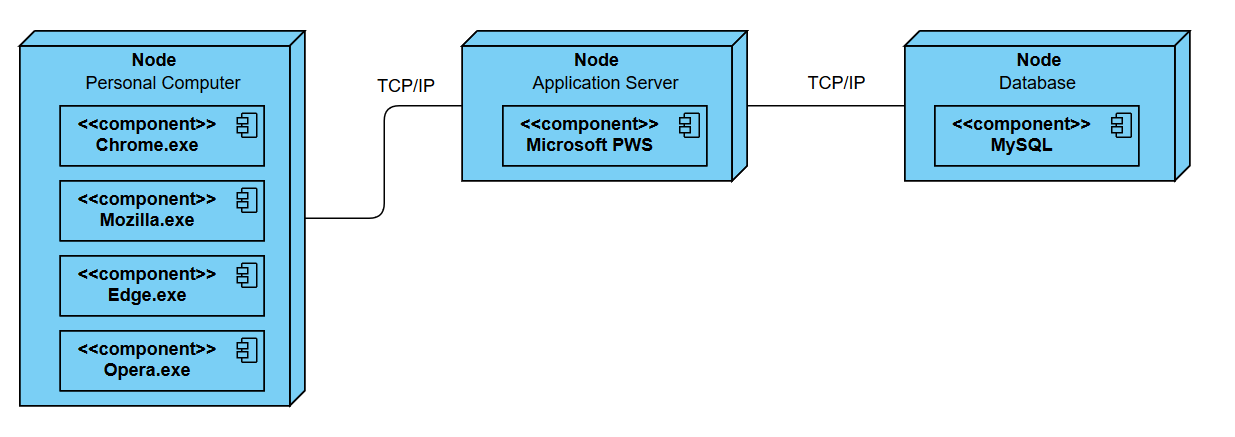 Node
Personal Computer
<<component>>
Chrome.exe
<<component>>
Mozilla.exe
<<component>>
Edge.exe
<<component>>
Opera.exe
TCP/IP
Node
Application Server
<<component>>
Microsoft PWS
TCP/IP
Node
Database
<<component>>
MySQL